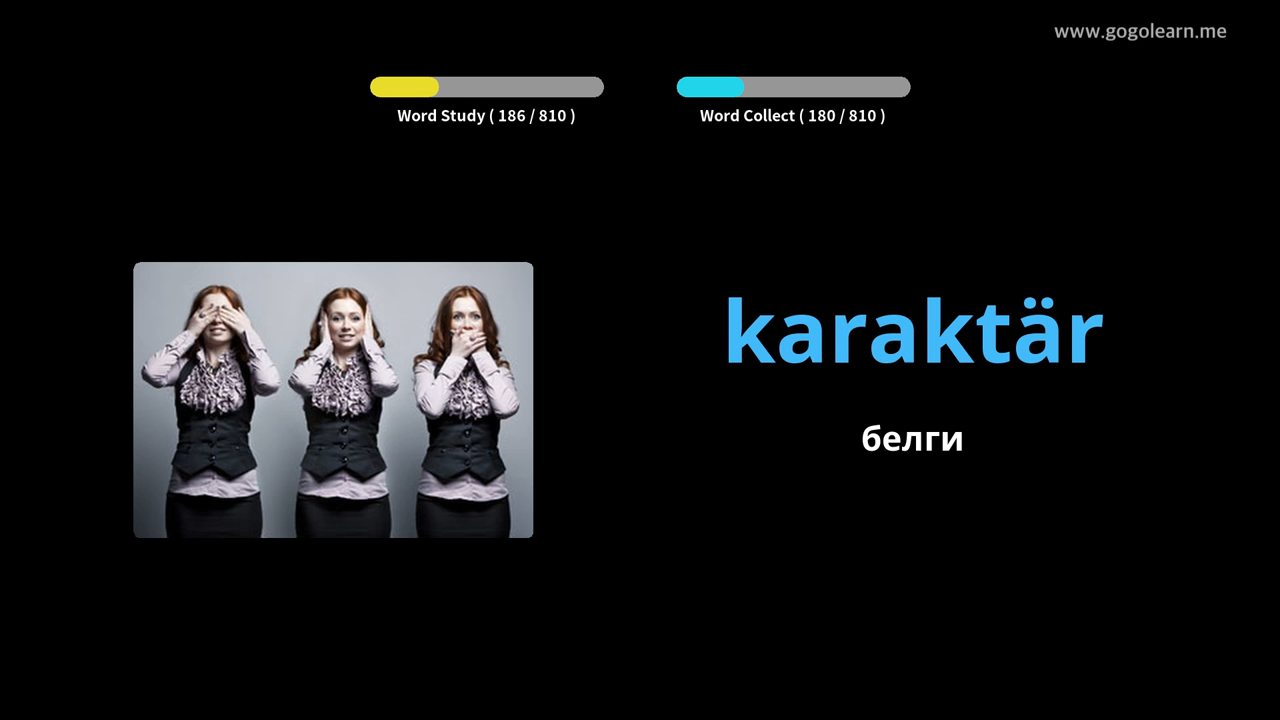 www.gogolearn.me
Word Study ( 186 / 810 )
Word Collect ( 180 / 810 )
karaktär
белги